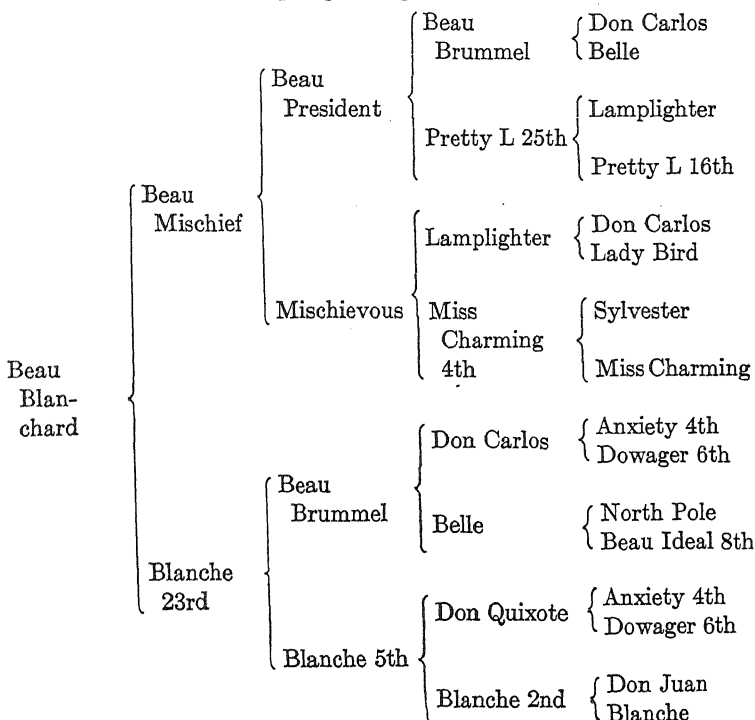 Beau
Brummel
Don Carlos
Belle
Beau
President
Pretty L 25th
Lamplighter
Pretty L 16th
Beau
Mischief
Lamplighter
Don Carlos
Lady Bird
Mischievous
Miss
Charming
4th
Sylvester
Miss Charming
Beau
Blan-
chard
Don Carlos
Anxiety 4th
Dowager 6th
Beau
Brummel
Belle
North Pole
Beau Ideal 8th
Blanche
23rd
Don Quixote
Anxiety 4th
Dowager 6th
Blanche 5th
Blanche 2nd
Don Juan
Blanche